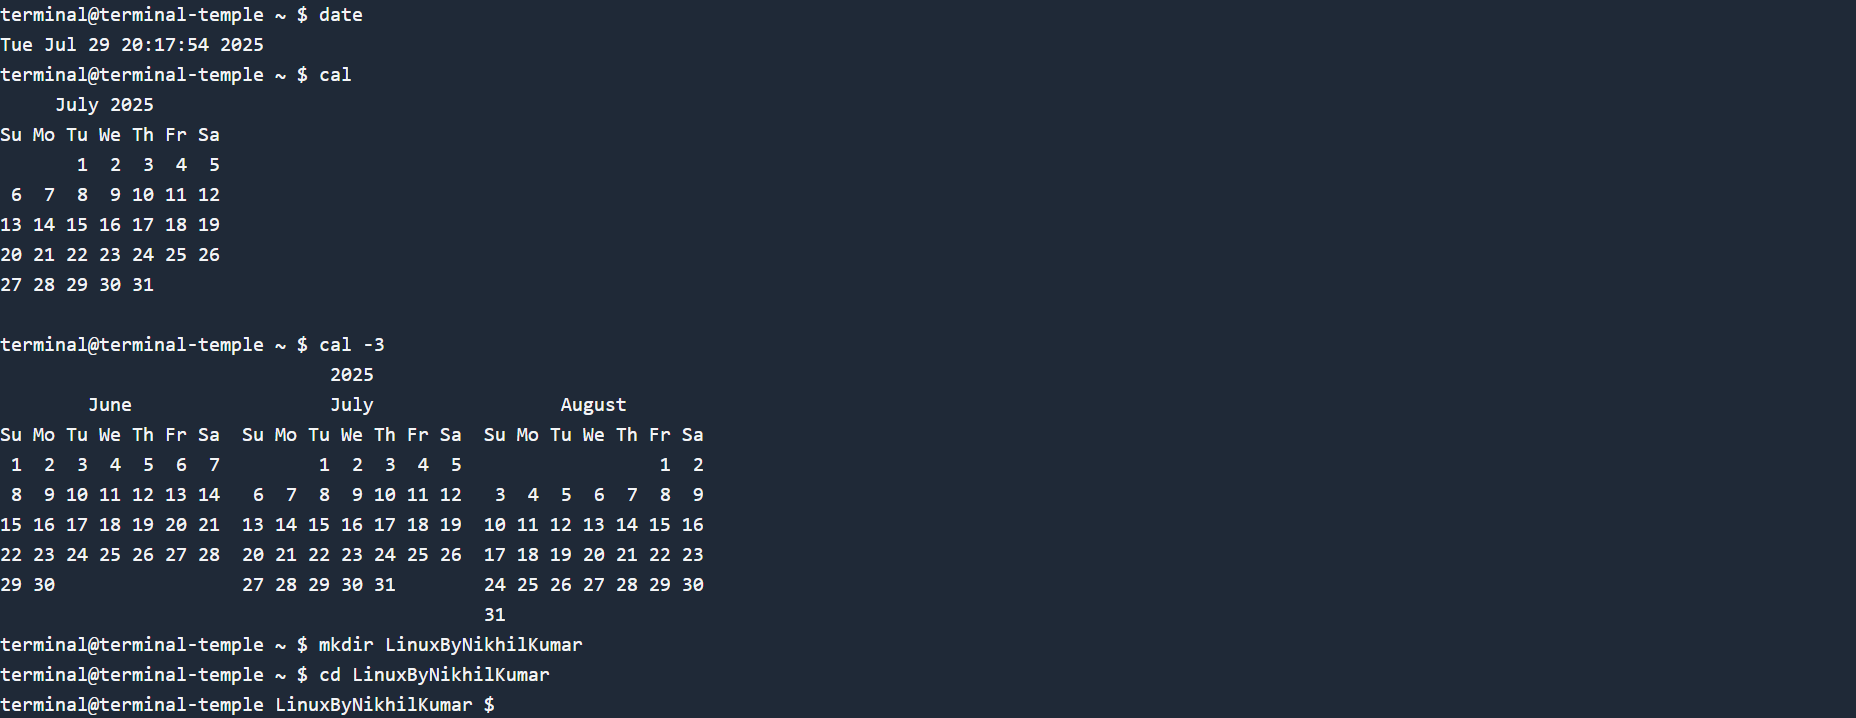 terminal@terminal-temple ~ $ date
Tue Jul 29 20:17:54 2025
terminal@terminal-temple ~ $ cal
     July 2025
Su Mo Tu We Th Fr Sa
       1  2  3  4  5
 6  7  8  9 10 11 12
13 14 15 16 17 18 19
20 21 22 23 24 25 26
27 28 29 30 31

terminal@terminal-temple ~ $ cal -3
                              2025
        June                  July                 August
Su Mo Tu We Th Fr Sa  Su Mo Tu We Th Fr Sa  Su Mo Tu We Th Fr Sa
 1  2  3  4  5  6  7         1  2  3  4  5                  1  2
 8  9 10 11 12 13 14   6  7  8  9 10 11 12   3  4  5  6  7  8  9
15 16 17 18 19 20 21  13 14 15 16 17 18 19  10 11 12 13 14 15 16
22 23 24 25 26 27 28  20 21 22 23 24 25 26  17 18 19 20 21 22 23
29 30                 27 28 29 30 31        24 25 26 27 28 29 30
                                            31
terminal@terminal-temple ~ $ mkdir LinuxByNikhilKumar
terminal@terminal-temple ~ $ cd LinuxByNikhilKumar
terminal@terminal-temple LinuxByNikhilKumar $